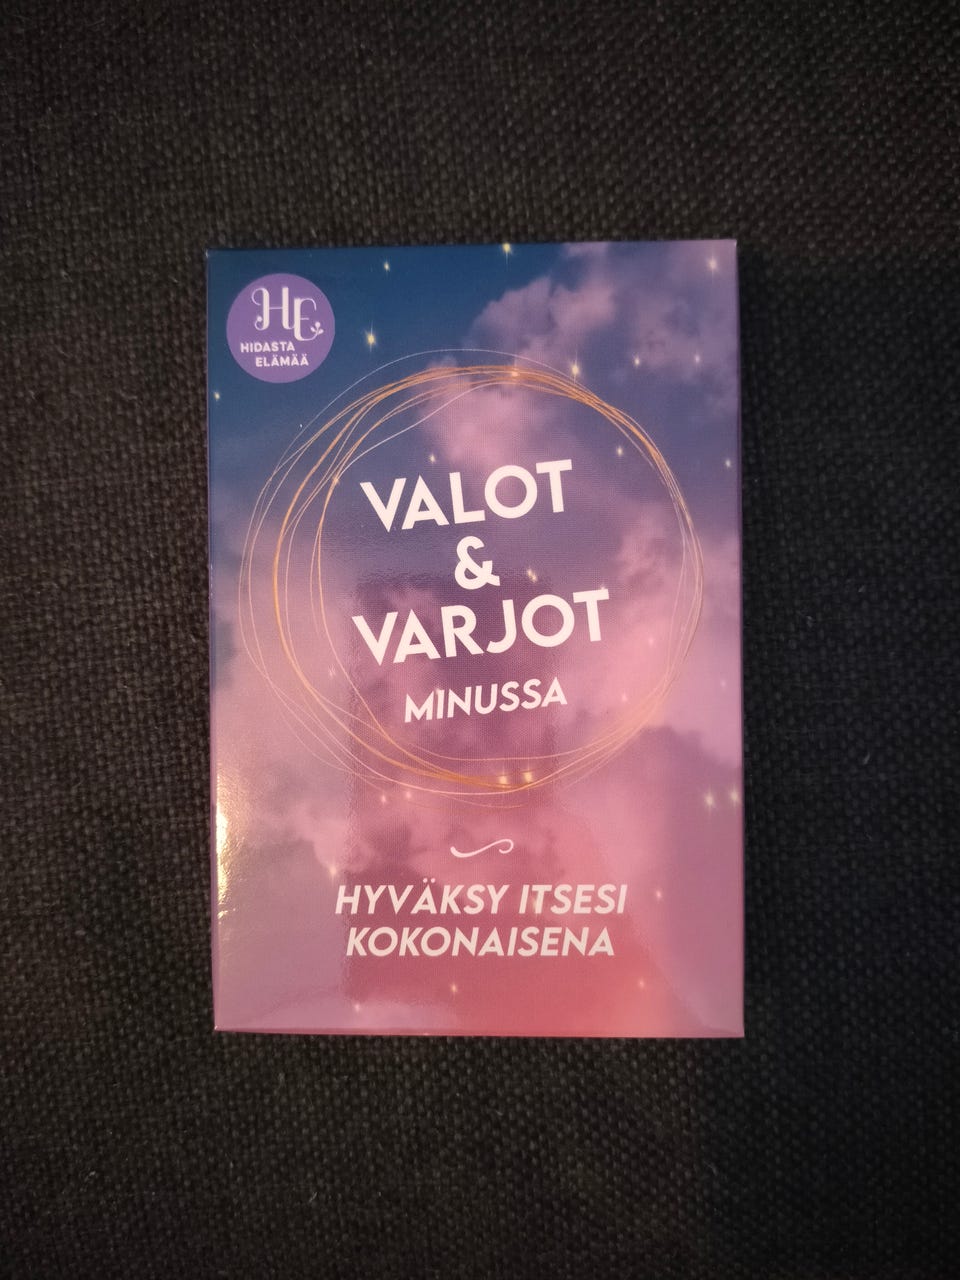 HE
HIDASTA
ELÄMÄÄ
VALOT
&
VARJOT
MINUSSA
HYVÄKSY ITSESI
KOKONAISENA